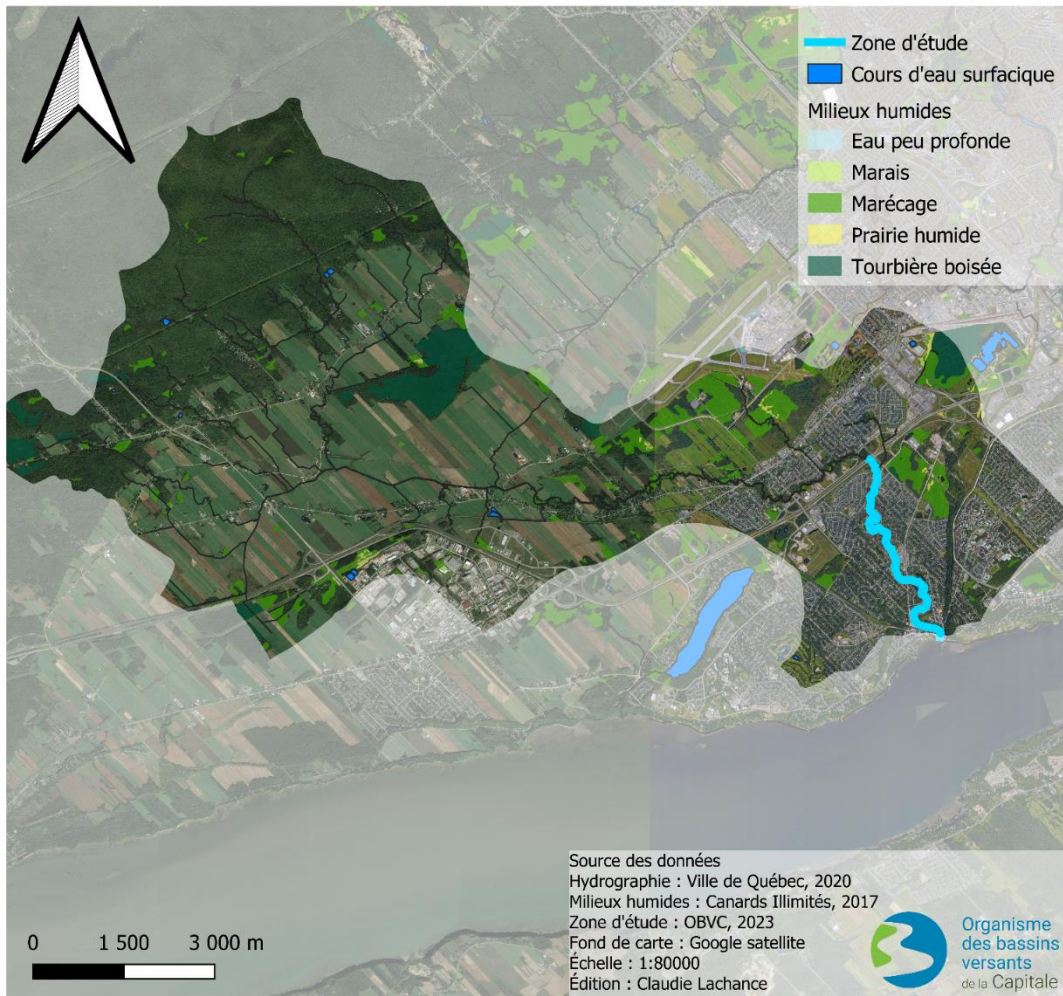 Zone d'étude
Cours d'eau surfacique
Milieux humides
Eau peu profonde
Marais
Marécage
Prairie humide
Tourbière boisée
0 1 500 3 000 m
Source des données
Hydrographie : Ville de Québec, 2020
Milieux humides : Canards Illimités, 2017
Zone d'étude : OBVC, 2023
Fond de carte : Google satellite
Échelle : 1:80000
Édition : Claudie Lachance
Organisme
des bassins
versants
de la Capitale